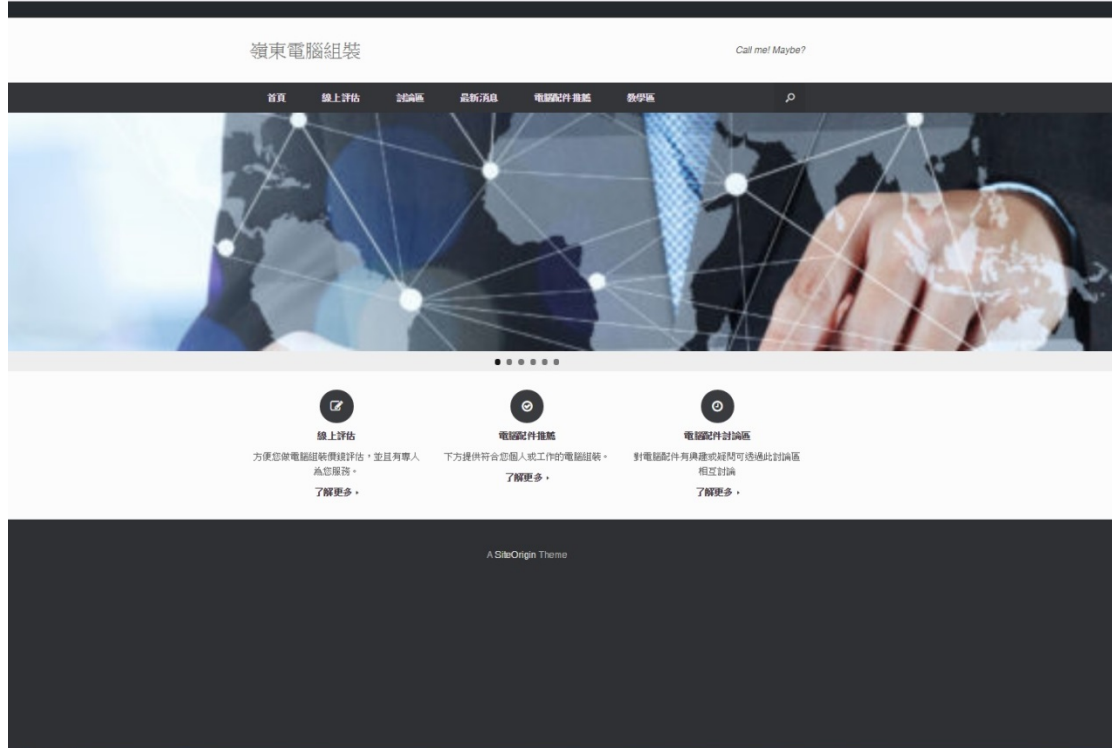 嶺東電腦組裝
Call me! Maybe?
首頁 線上評估 討論區 最新消息 電腦配件推薦 教學區
線上評估
方便您做電腦組裝價錢評估，並且有專人
為您服務。
了解更多
電腦配件推薦
下方提供符合您個人或工作的電腦組裝。
了解更多
電腦配件討論區
對電腦配件有興趣或疑問可透過此討論區
相互討論
了解更多
A SiteOrigin Theme